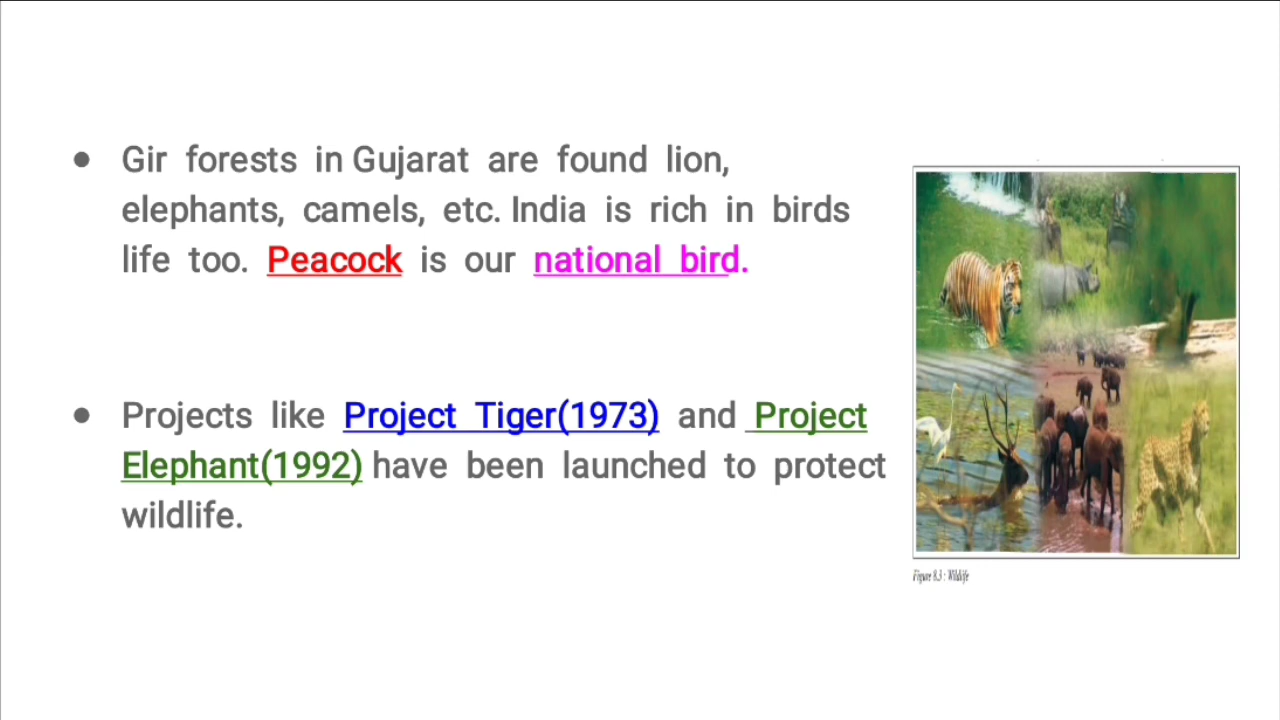 ● Gir forests in Gujarat are found lion,
elephants, camels, etc. India is rich in birds
life too. Peacock is our national bird.
● Projects like Project Tiger(1973) and Project
Elephant(1992) have been launched to protect
wildlife.
Figure 8.3 : Wildlife